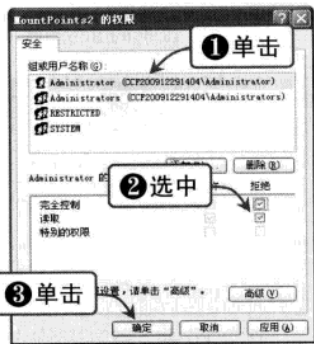 MountPoints2 的权限
安全
❶单击
组或用户名称(G):
Administrator (CCP200912291404\Administrator)
Administrators (CCP200912291404\Administrators)
RESTRICTED
SYSTEM
删除(R)
Administrator 的
❷选中
拒绝
完全控制
读取
特别的权限
❸单击
设置,请单击“高级”。
高级(V)
确定
取消
应用(A)